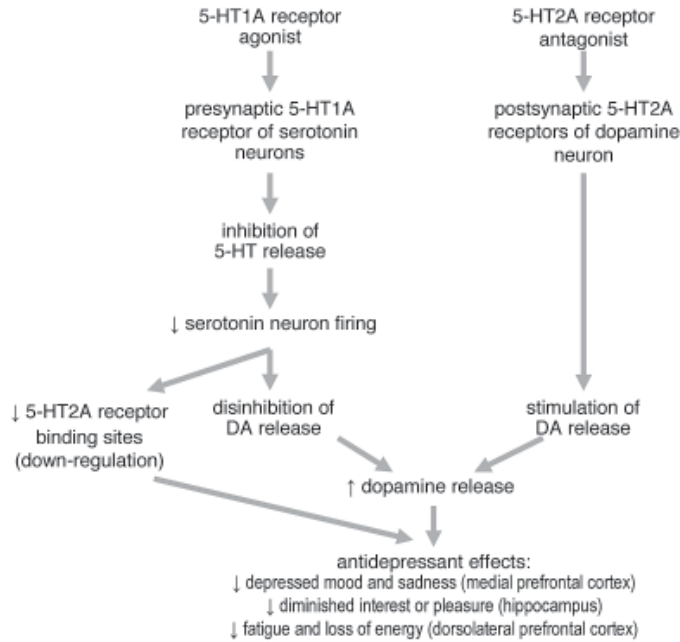 5-HT1A receptor
agonist
5-HT2A receptor
antagonist
presynaptic 5-HT1A
receptor of serotonin
neurons
postsynaptic 5-HT2A
receptors of dopamine
neuron
inhibition of
5-HT release
↓ serotonin neuron firing
↓ 5-HT2A receptor
binding sites
(down-regulation)
disinhibition of
DA release
stimulation of
DA release
↑ dopamine release
antidepressant effects:
↓ depressed mood and sadness (medial prefrontal cortex)
↓ diminished interest or pleasure (hippocampus)
↓ fatigue and loss of energy (dorsolateral prefrontal cortex)